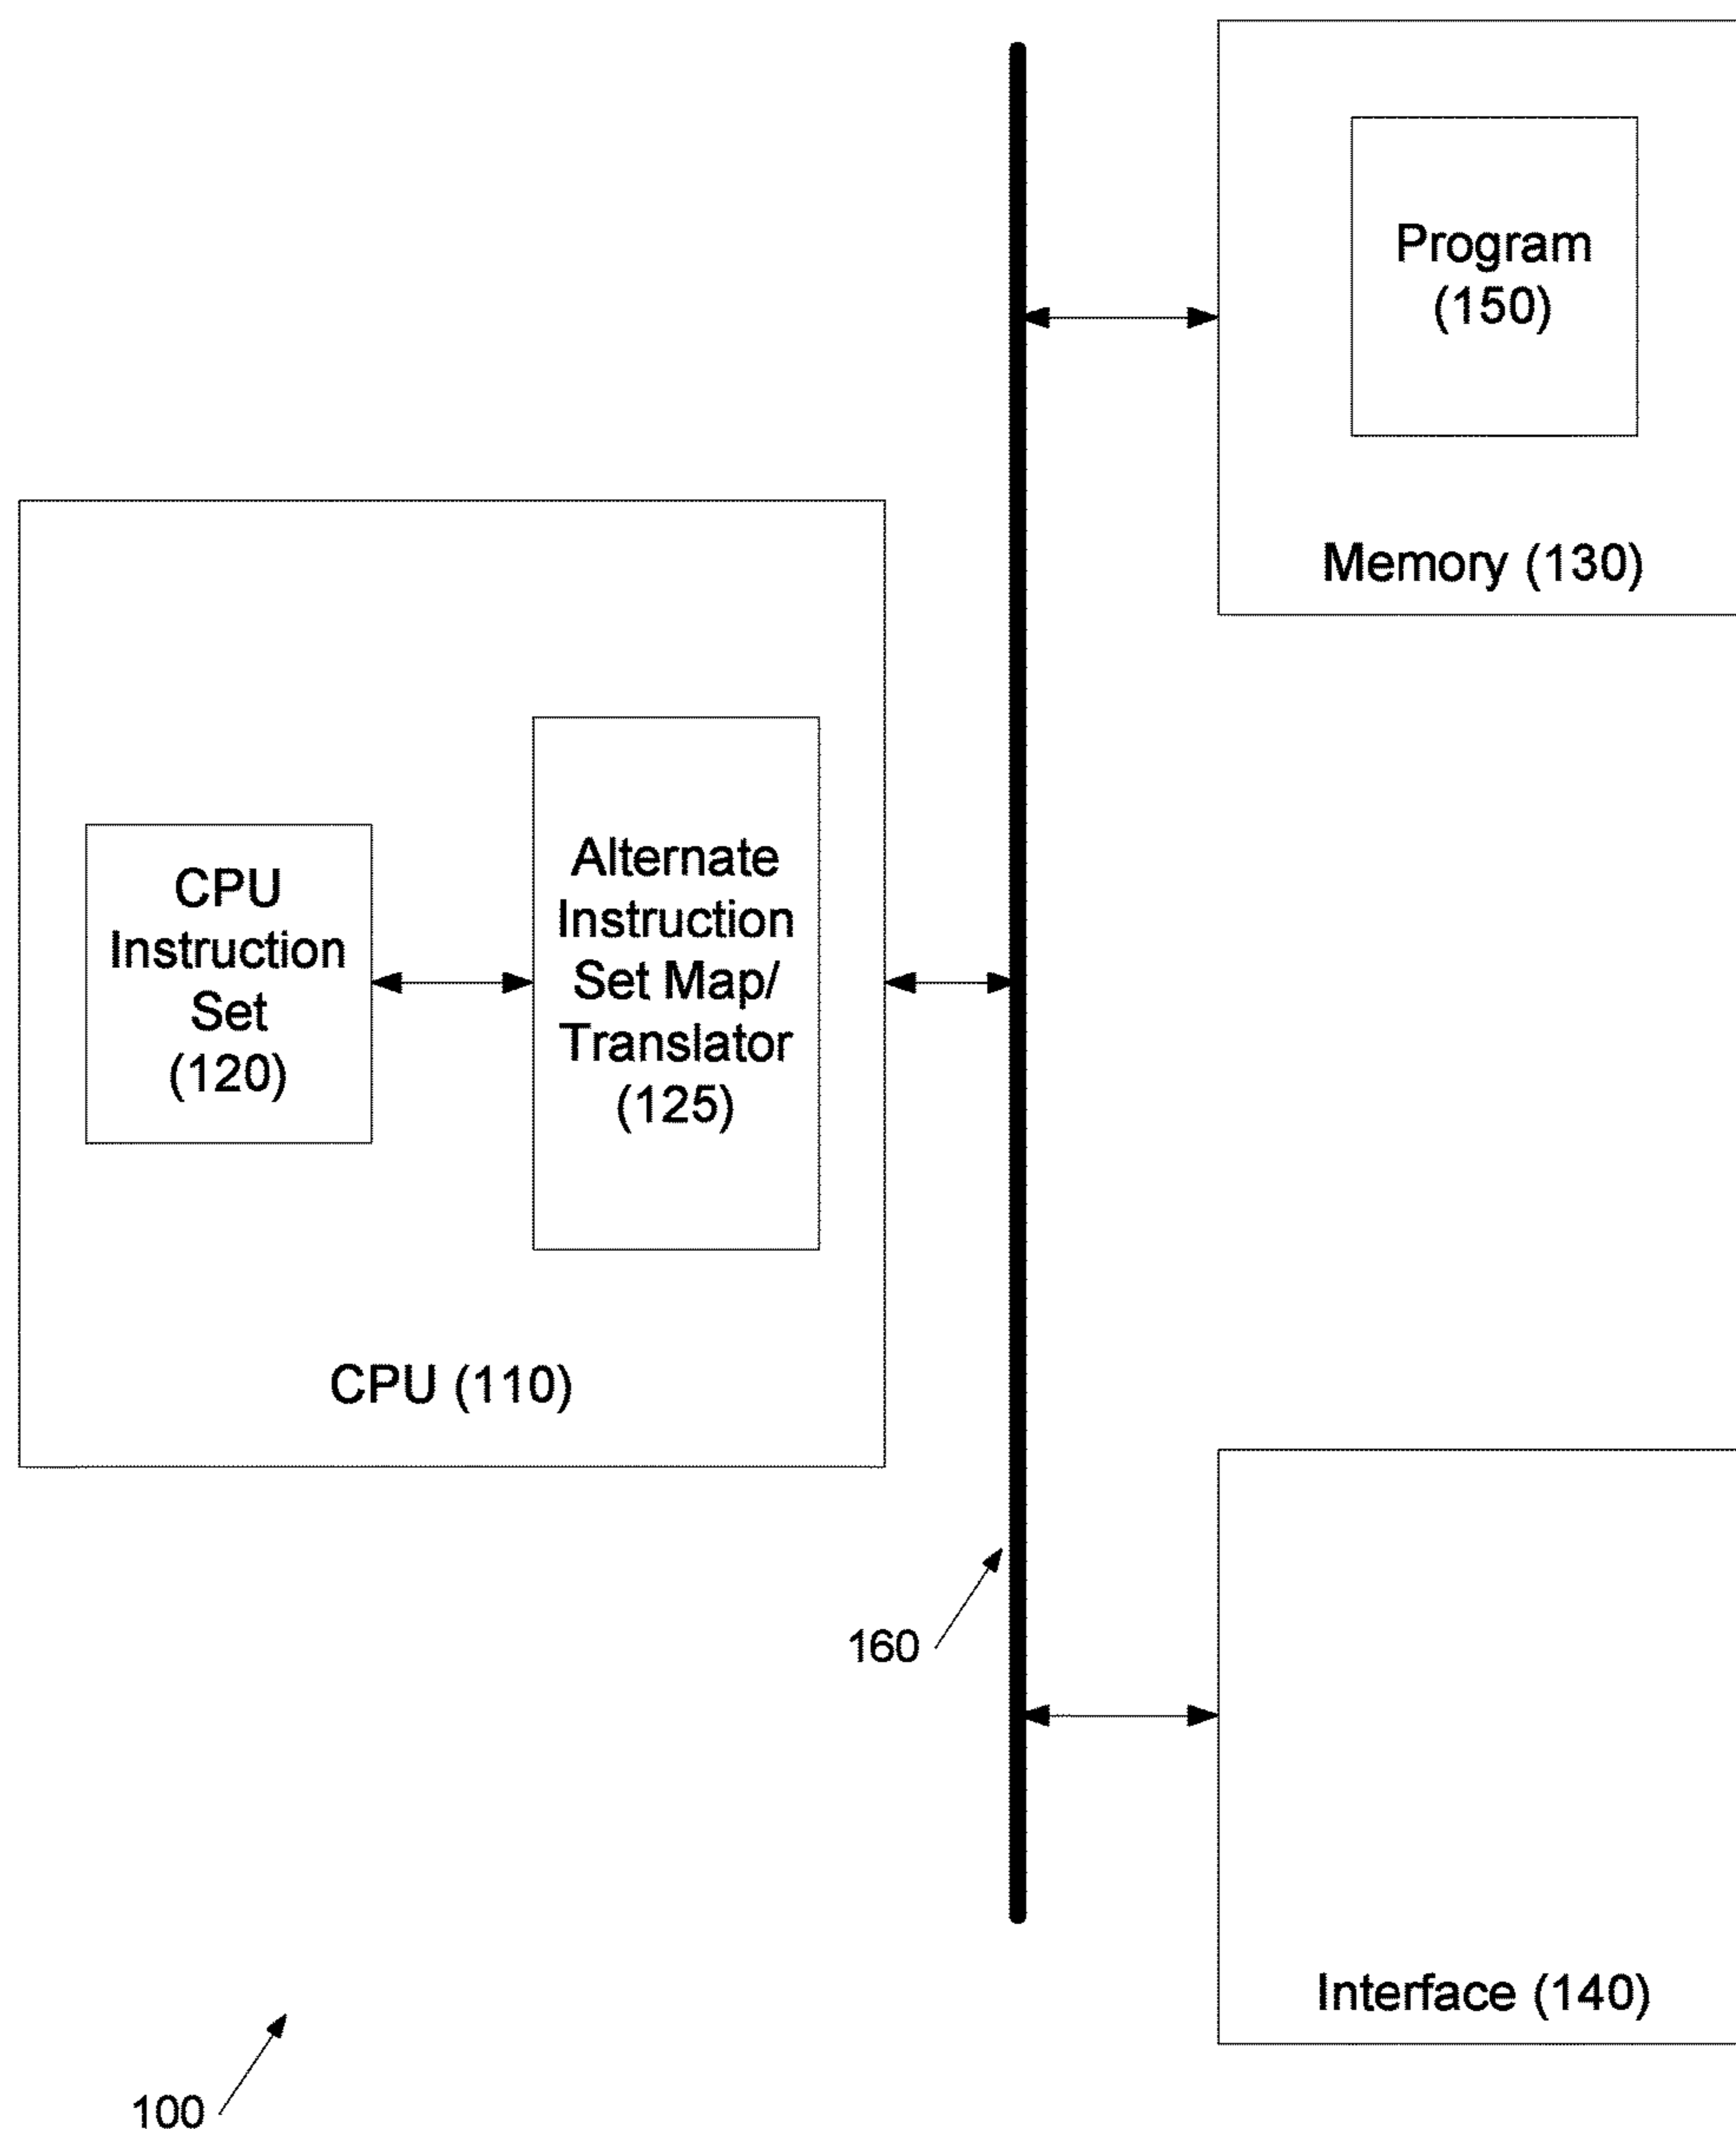 Program
(150)
Memory (130)
CPU
Instruction
Set
(120)
Alternate
Instruction
Set Map/
Translator
(125)
CPU (110)
160
Interface (140)
100